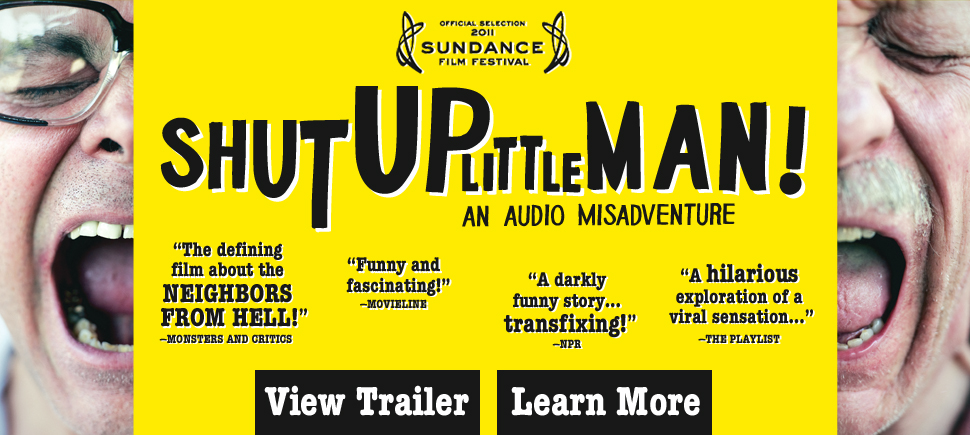 OFFICIAL SELECTION
2011
SUNDANCE
FILM FESTIVAL
SHUT UP LITTLE MAN!
AN AUDIO MISADVENTURE
“The defining
film about the
NEIGHBORS
FROM HELL!”
–MONSTERS AND CRITICS
“Funny and
fascinating!”
–MOVIELINE
“A darkly
funny story...
transfixing!”
–NPR
“A hilarious
exploration of a
viral sensation...”
–THE PLAYLIST
View Trailer
Learn More